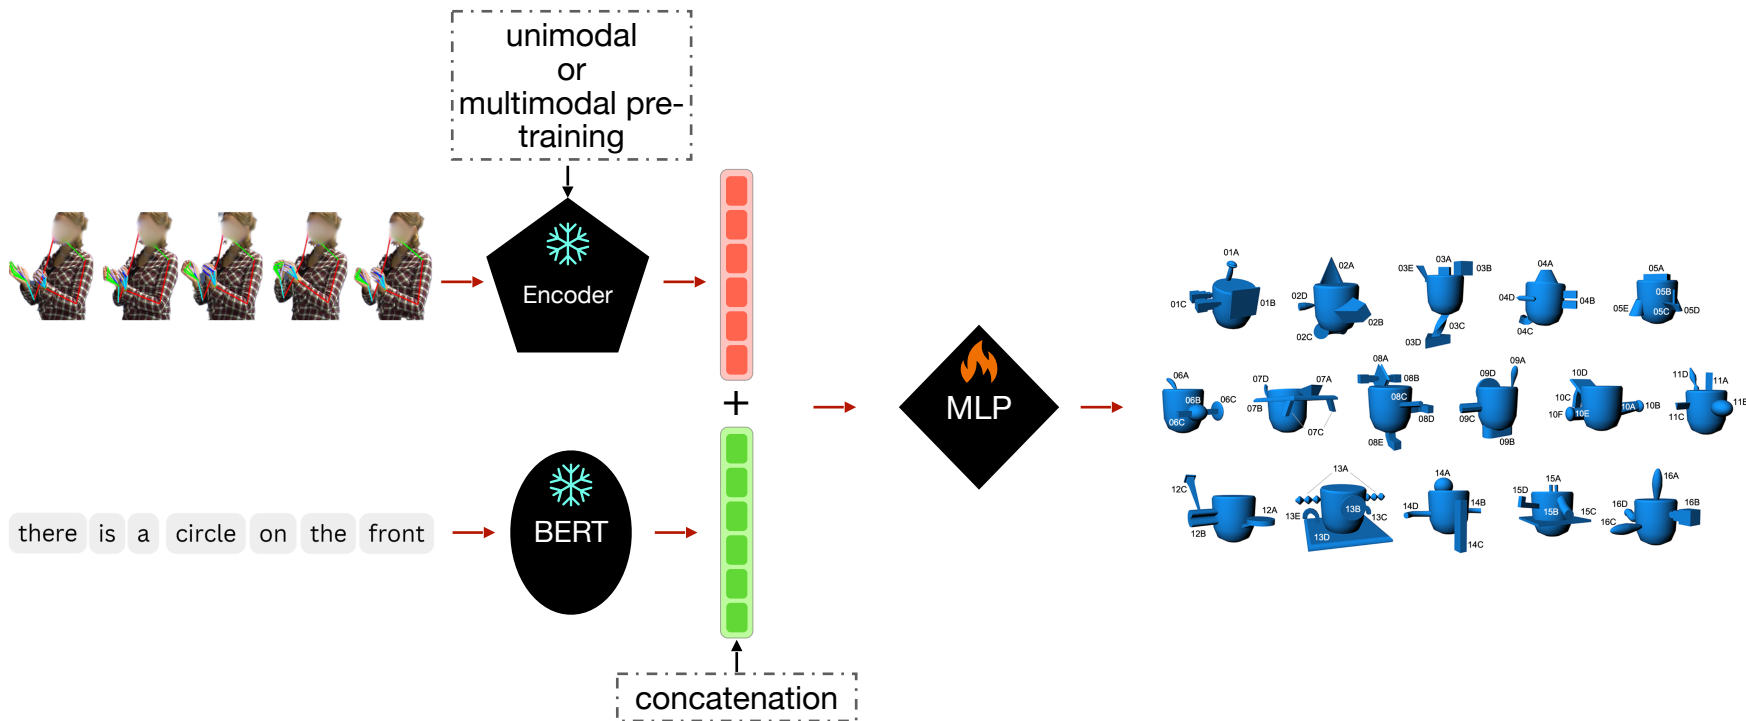 unimodal
or
multimodal pre-
training
Encoder
there is a circle on the front
BERT
+
concatenation
MLP
01A
01C
01B
02A
02D
02B
02C
03E
03A
03B
03C
03D
04A
04D
04B
04C
05A
05B
05E
05C
05D
06A
06B
06C
06C
07D
07A
07B
07C
08A
08B
08C
08D
08E
09A
09D
09C
09B
10D
10C
10F
10E
10A
10B
11D
11A
11C
11E
12C
12A
12B
13A
13E
13B
13C
13D
14A
14D
14B
14C
15A
15D
15B
15C
16A
16D
16B
16C